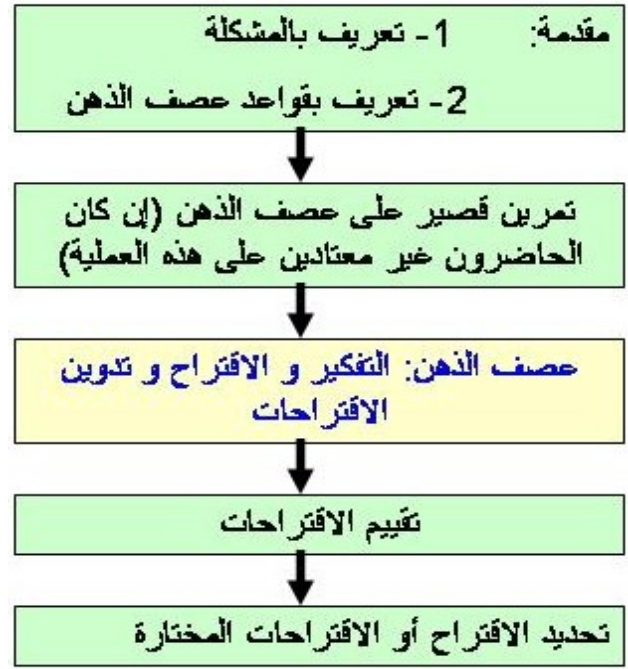 مقدمة: 1- تعريف بالمشكلة
2- تعريف بقواعد عصف الذهن
تمرين قصير على عصف الذهن (إن كان
الحاضرون غير معتادين على هذه العملية)
عصف الذهن: التفكير و الاقتراح و تدوين
الاقتراحات
تقييم الاقتراحات
تحديد الاقتراح أو الاقتراحات المختارة